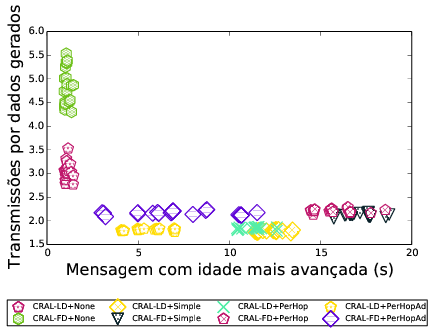 Transmissões por dados gerados
6.0
5.5
5.0
4.5
4.0
3.5
3.0
2.5
2.0
1.5
0 5 10 15 20
Mensagem com idade mais avançada (s)
CRAL-LD+None CRAL-LD+Simple CRAL-LD+PerHop CRAL-LD+PerHopAd
CRAL-FD+None CRAL-FD+Simple CRAL-FD+PerHop CRAL-FD+PerHopAd